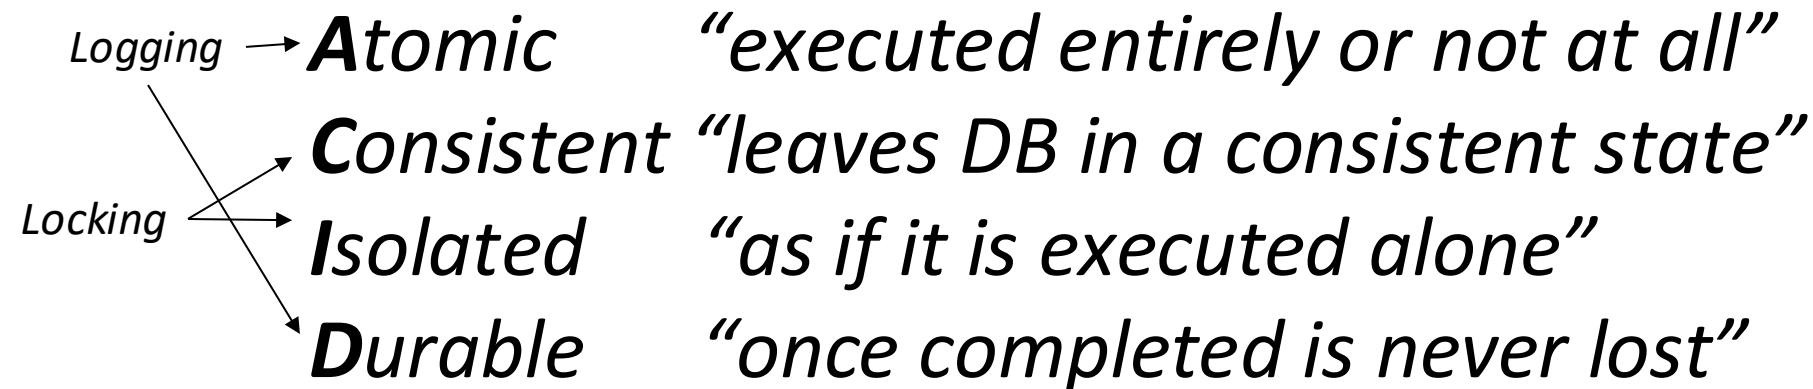 Logging Atomic “executed entirely or not at all”
Consistent “leaves DB in a consistent state”
Locking Isolated “as if it is executed alone”
Durable “once completed is never lost”